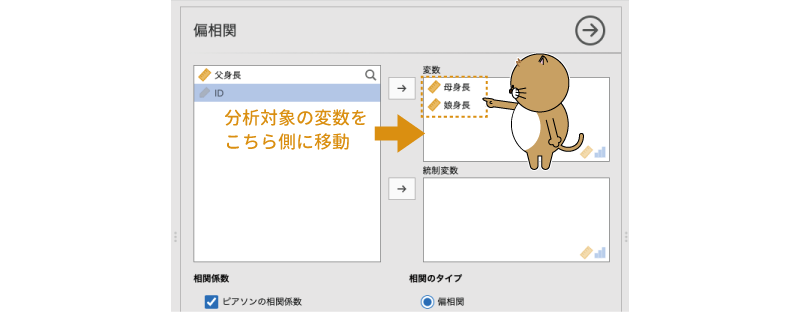 偏相関
父身長
ID
分析対象の変数を
こちら側に移動
変数
母身長
娘身長
統制変数
相関係数
ピアソンの相関係数
相関のタイプ
偏相関